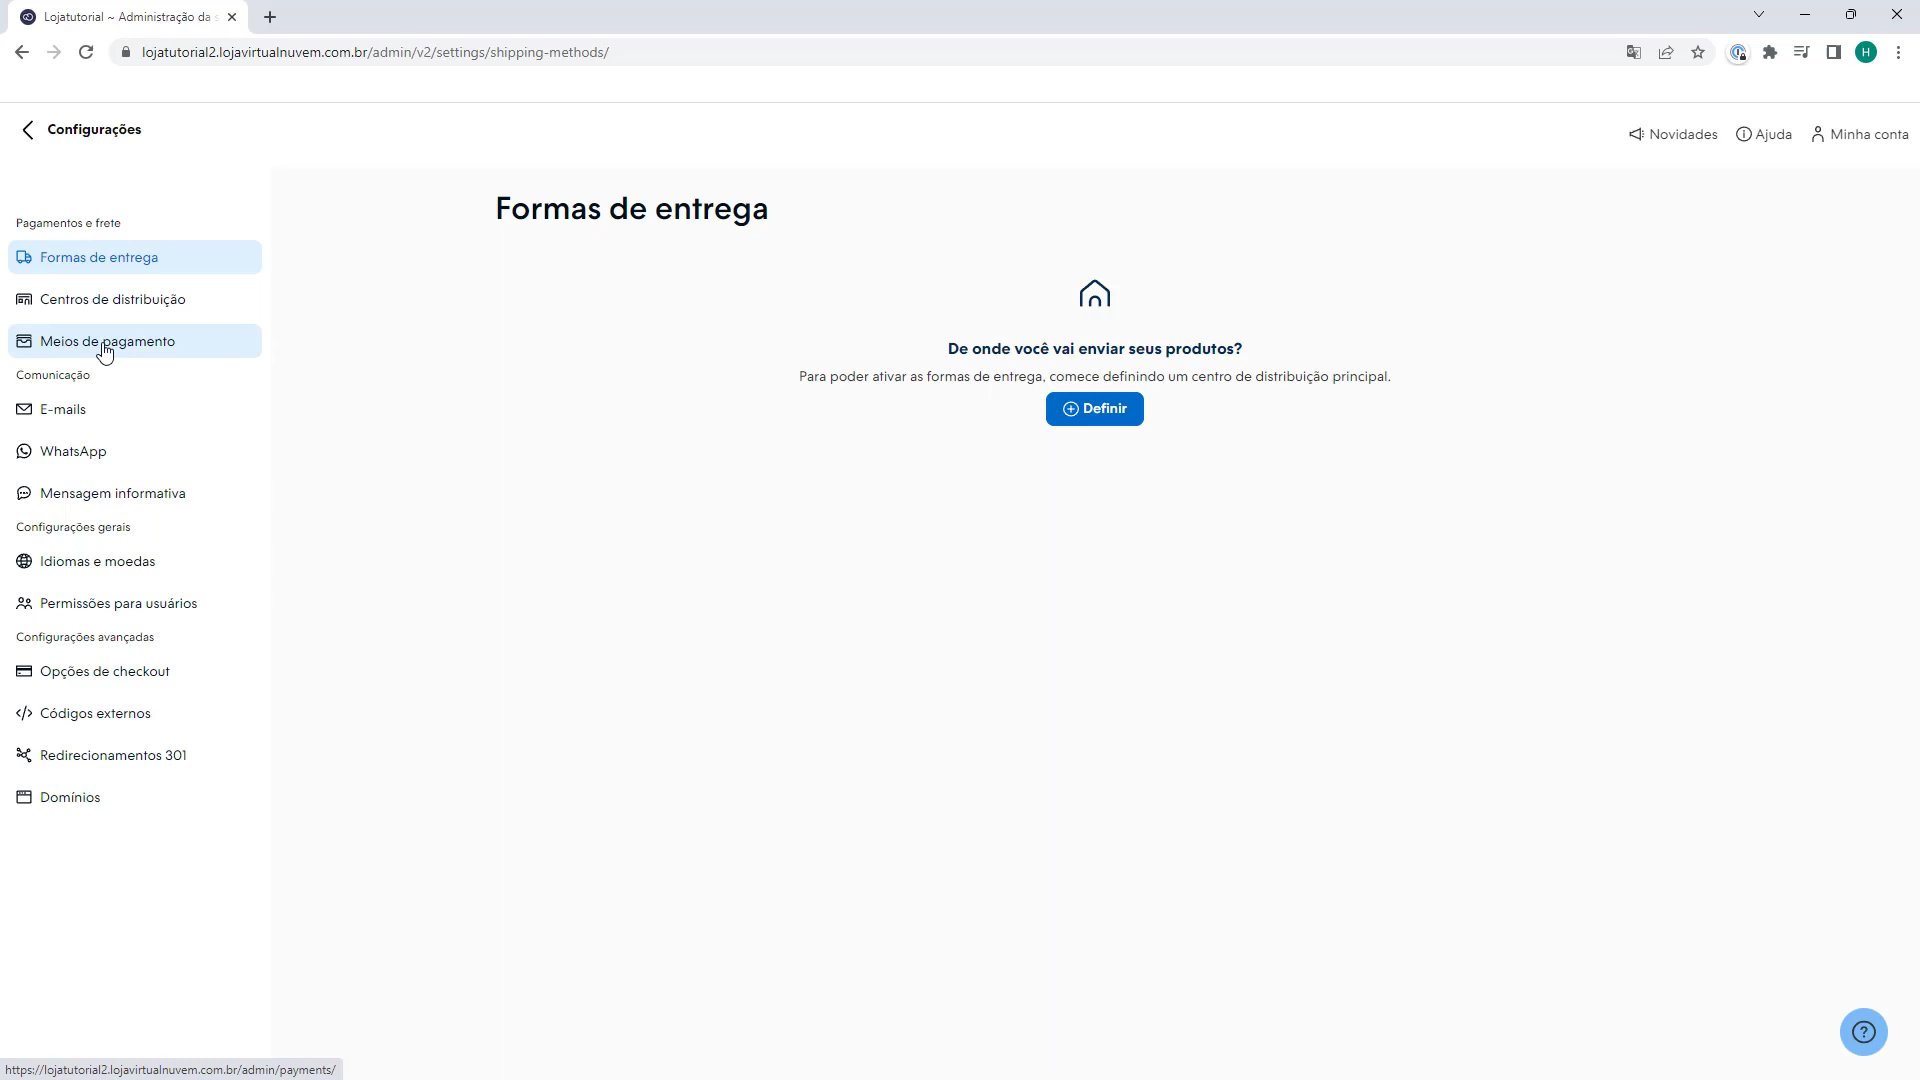 Lojatutorial ~ Administração da s
lojatutorial2.lojavirtualnuvem.com.br/admin/v2/settings/shipping-methods/
H
Configurações
Novidades
Ajuda
Minha conta
Formas de entrega
Pagamentos e frete
Formas de entrega
Centros de distribuição
Meios de pagamento
Comunicação
E-mails
WhatsApp
Mensagem informativa
Configurações gerais
Idiomas e moedas
Permissões para usuários
Configurações avançadas
Opções de checkout
Códigos externos
Redirecionamentos 301
Domínios
De onde você vai enviar seus produtos?
Para poder ativar as formas de entrega, comece definindo um centro de distribuição principal.
Definir
https://lojatutorial2.lojavirtualnuvem.com.br/admin/payments/